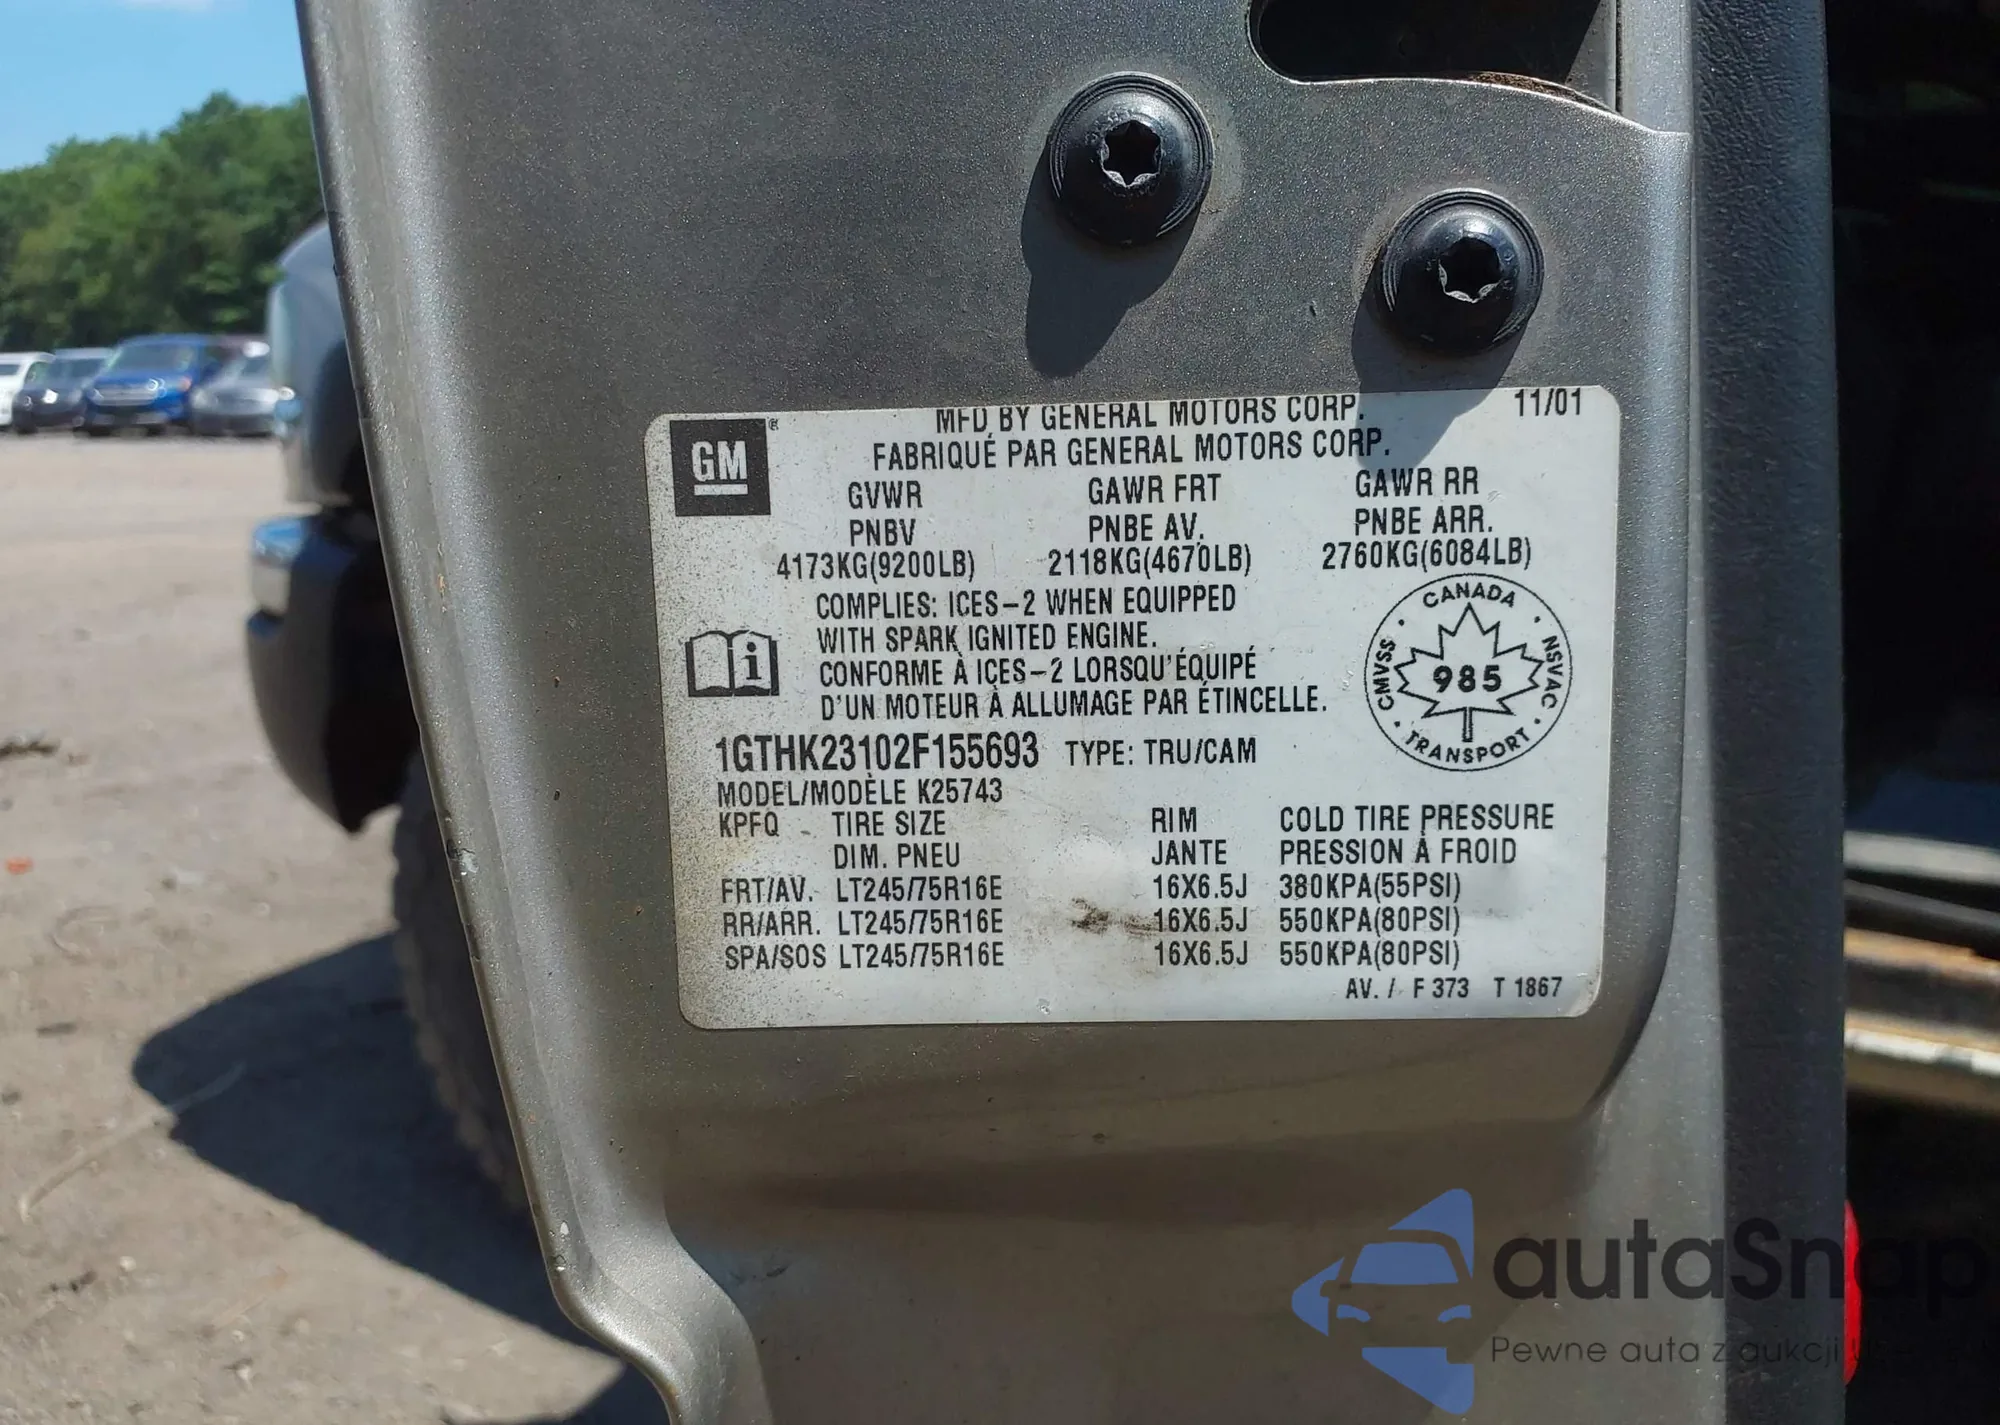 MFD BY GENERAL MOTORS CORP. 11/01
GM ®
FABRIQUÉ PAR GENERAL MOTORS CORP.
GVWR GAWR FRT GAWR RR
PNBV PNBE AV. PNBE ARR.
4173KG(9200LB) 2118KG(4670LB) 2760KG(6084LB)
COMPLIES: ICES-2 WHEN EQUIPPED
WITH SPARK IGNITED ENGINE.
CONFORME À ICES-2 LORSQU'ÉQUIPÉ
D'UN MOTEUR À ALLUMAGE PAR ÉTINCELLE.
i
CANADA
CMVSS · 985 · NSVAC
TRANSPORT
1GTHK23102F155693 TYPE: TRU/CAM
MODEL/MODÈLE K25743
KPFQ TIRE SIZE RIM COLD TIRE PRESSURE
DIM. PNEU JANTE PRESSION À FROID
FRT/AV. LT245/75R16E 16X6.5J 380KPA(55PSI)
RR/ARR. LT245/75R16E 16X6.5J 550KPA(80PSI)
SPA/SOS LT245/75R16E 16X6.5J 550KPA(80PSI)
AV. / F 373 T 1867
autaSnap
Pewne auta z aukcji